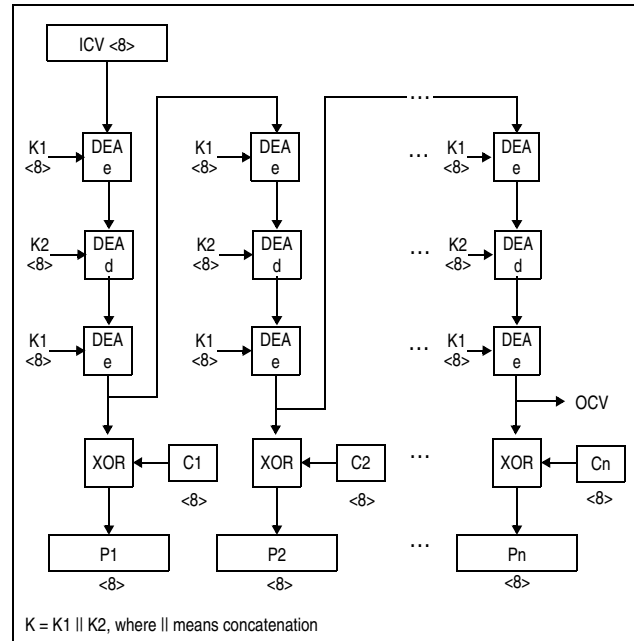 ICV <8>
...
K1 <8> DEA e K1 <8> DEA e ... K1 <8> DEA e
K2 <8> DEA d K2 <8> DEA d ... K2 <8> DEA d
K1 <8> DEA e K1 <8> DEA e ... K1 <8> DEA e
OCV
XOR C1 XOR C2 ... XOR Cn
<8> <8> <8>
P1 P2 ... Pn
<8> <8> <8>
K = K1 || K2, where || means concatenation